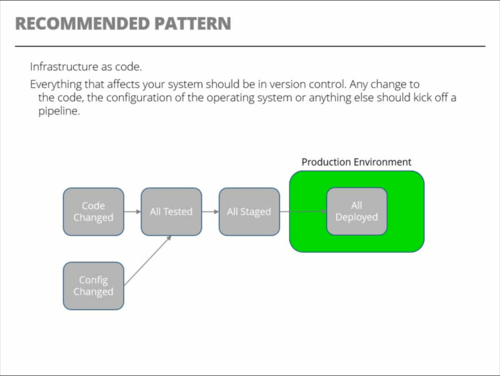 RECOMMENDED PATTERN
Infrastructure as code.
Everything that affects your system should be in version control. Any change to
the code, the configuration of the operating system or anything else should kick off a
pipeline.
Production Environment
Code
Changed
All Tested
All Staged
All
Deployed
Config
Changed